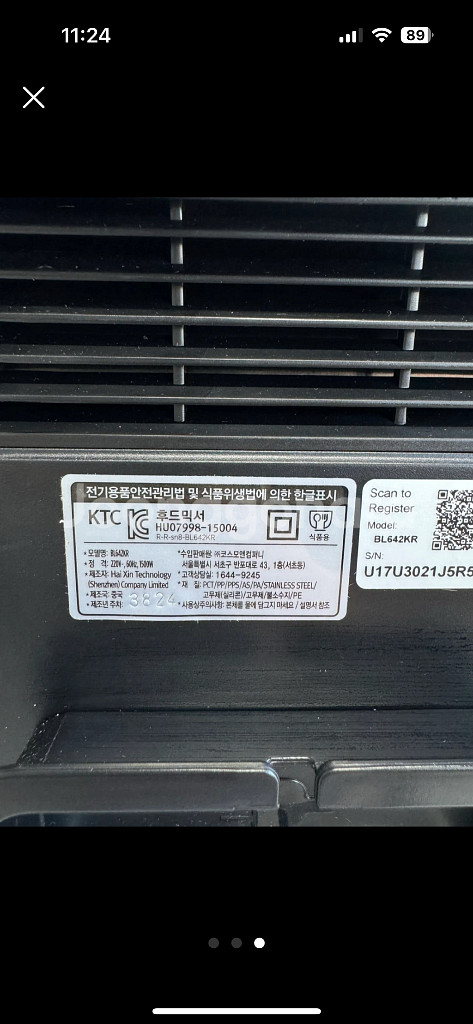 11:24
89
전기용품안전관리법 및 식품위생법에 의한 한글표시
KTC 후드믹서
HU07998-15004
R-R-sn8-BL642KR
식품용
•모델명: BL642KR
•정 격: 220V~, 60Hz, 1500W
•제조자: Hai Xin Technology
(Shenzhen) Company Limited
•제조국: 중국
•제조년 주차: 3824
*수입판매원: ㈜코스모앤컴퍼니
서울특별시 서초구 반포대로 43, 1층(서초동)
*고객상담실: 1644-9245
*재 질: PCT/PP/PPS/AS/PA/STAINLESS STEEL/
고무제(실리콘)/고무제/불소수지/PE
*사용상주의사항: 본체를 물에 담그지 마세요 / 설명서 참조
Scan to
Register
Model:
BL642KR
S/N:
U17U3021J5R5